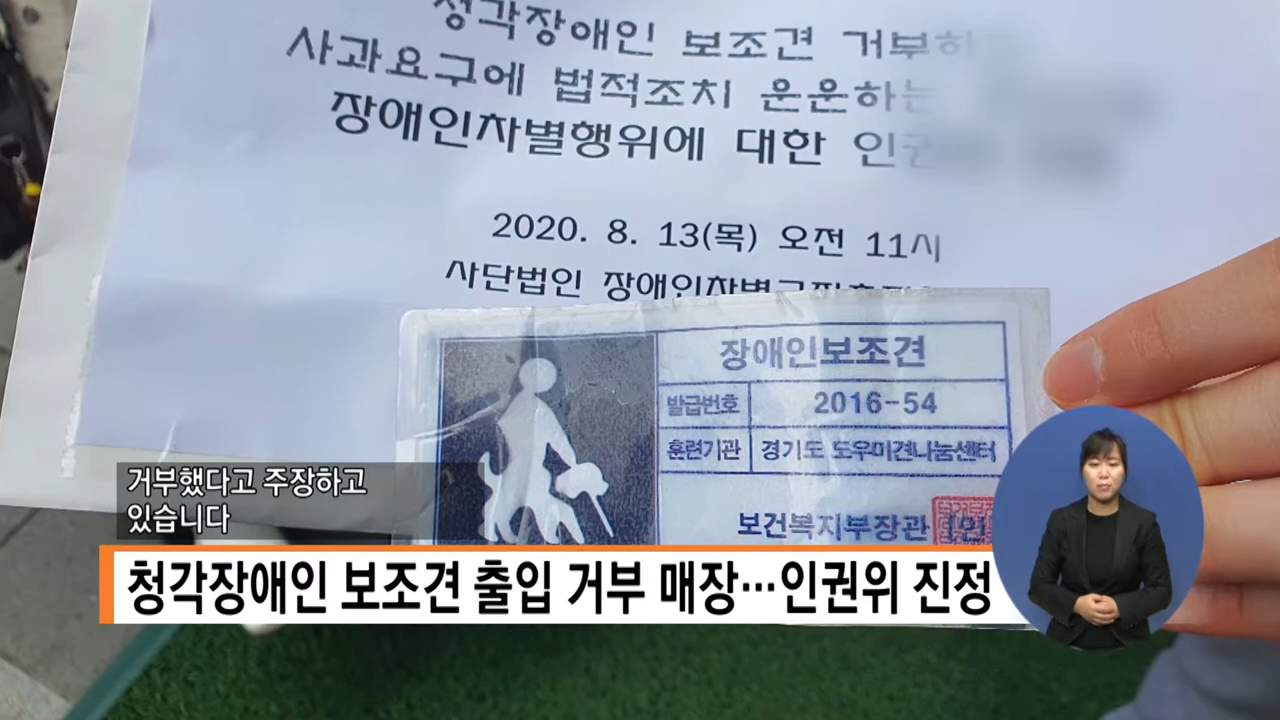 청각장애인 보조견 거부하
사과요구에 법적조치 운운하는
장애인차별행위에 대한 인권
2020. 8. 13(목) 오전 11시
사단법인
장애인보조견
발급번호 2016-54
훈련기관 경기도 도우미견나눔센터
보건복지부장관
거부했다고 주장하고
있습니다
청각장애인 보조견 출입 거부 매장…인권위 진정